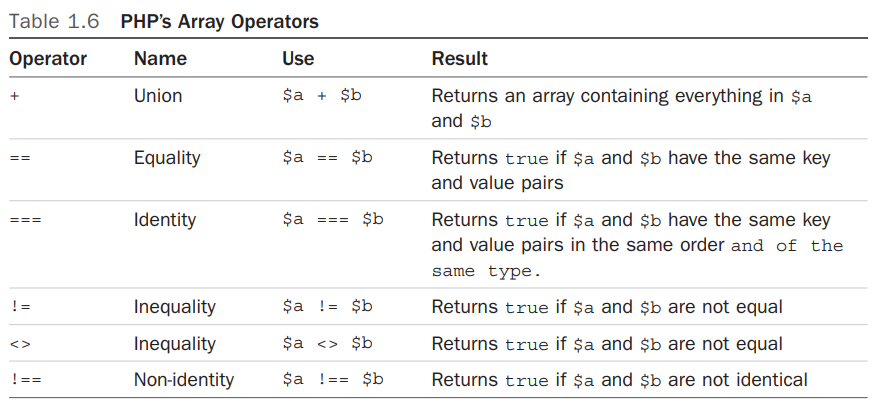 Table 1.6 PHP’s Array Operators
Operator Name Use Result
+ Union $a + $b Returns an array containing everything in $a
and $b
== Equality $a == $b Returns true if $a and $b have the same key
and value pairs
=== Identity $a === $b Returns true if $a and $b have the same key
and value pairs in the same order and of the
same type.
!= Inequality $a != $b Returns true if $a and $b are not equal
<> Inequality $a <> $b Returns true if $a and $b are not equal
!== Non-identity $a !== $b Returns true if $a and $b are not identical